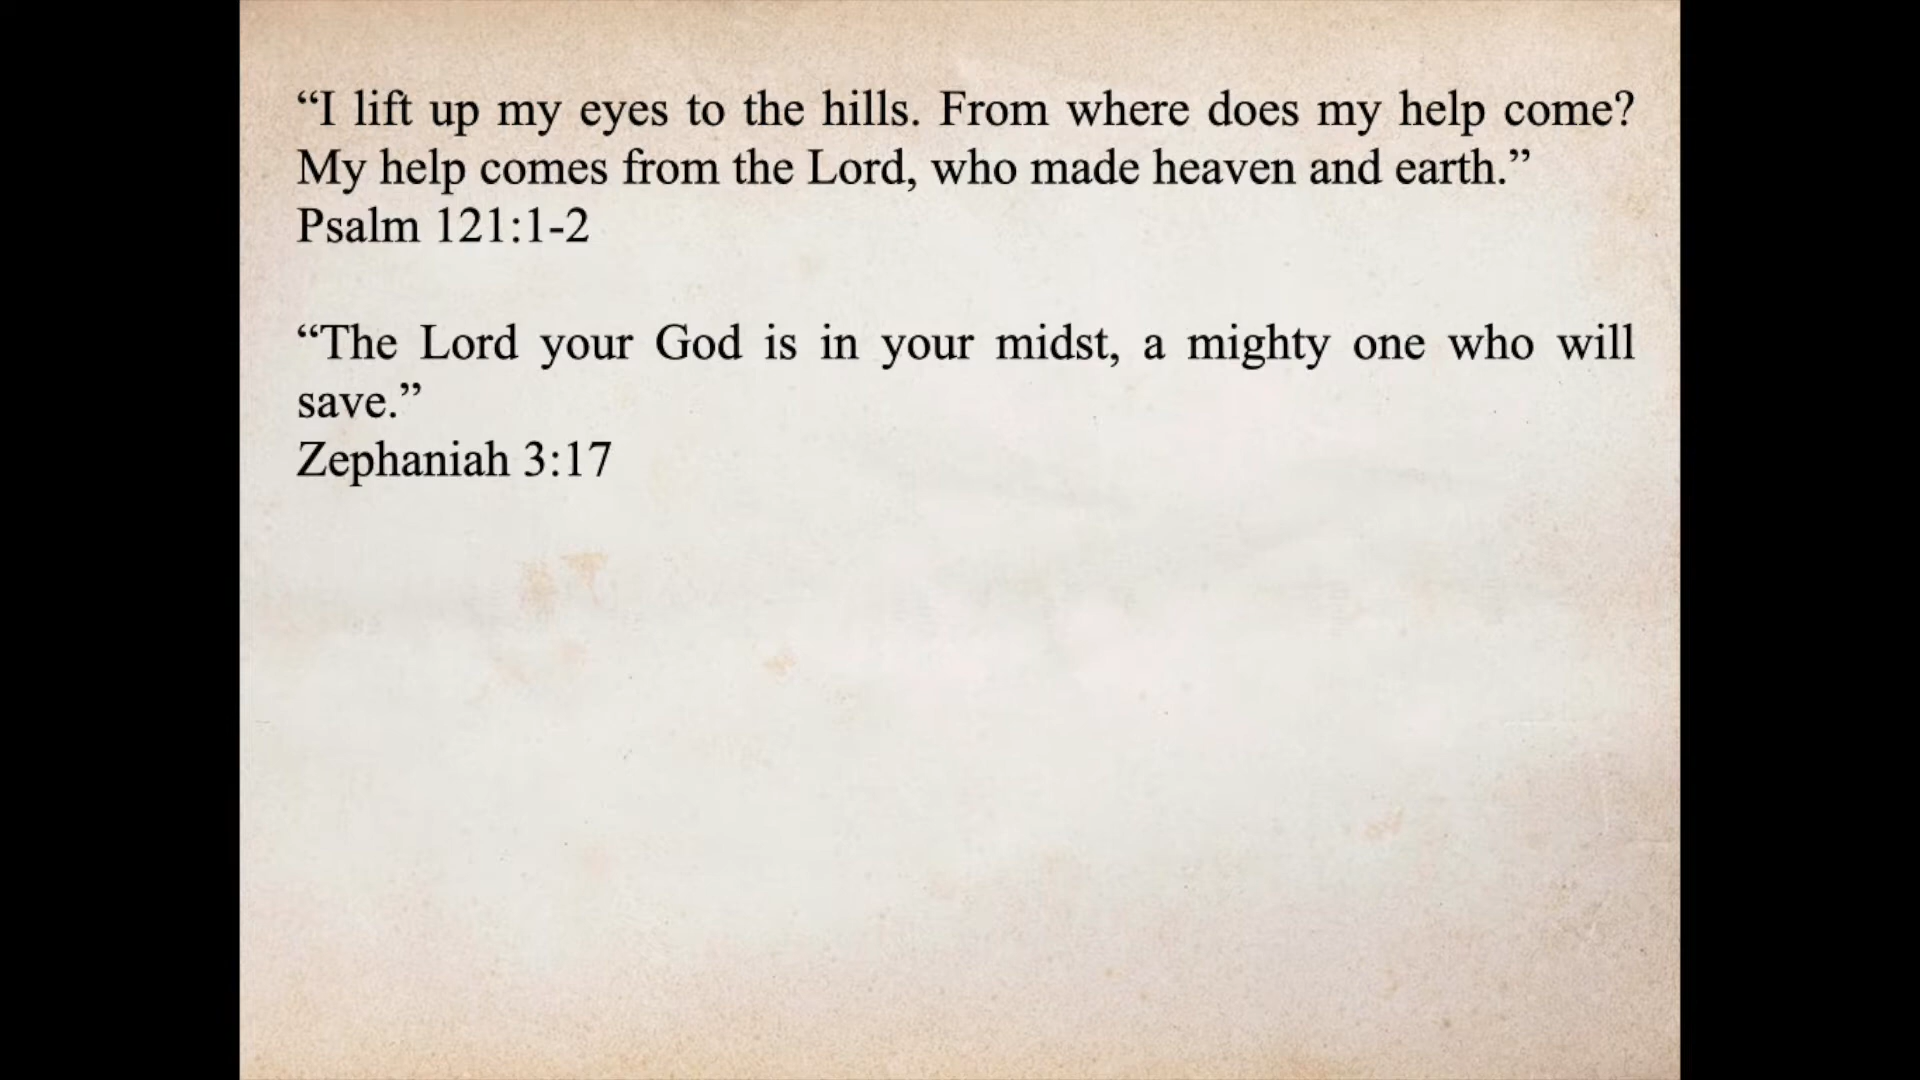 “I lift up my eyes to the hills. From where does my help come?
My help comes from the Lord, who made heaven and earth.”
Psalm 121:1-2
“The Lord your God is in your midst, a mighty one who will
save.”
Zephaniah 3:17